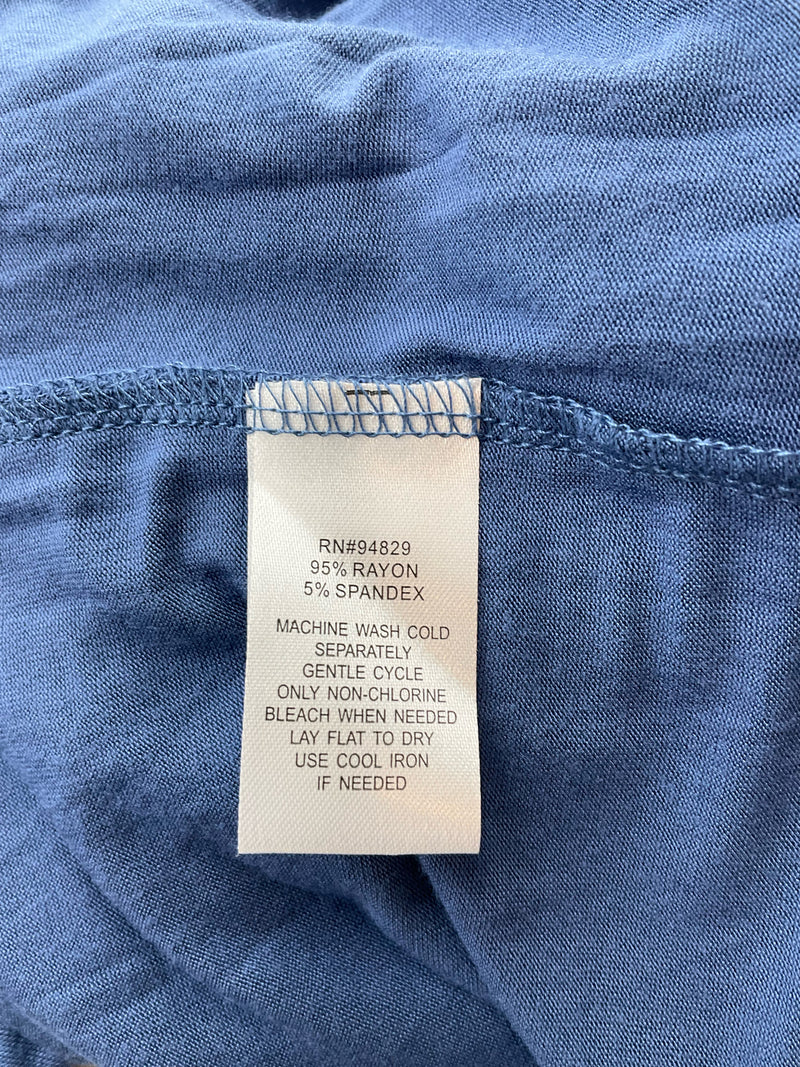 RN#94829
95% RAYON
5% SPANDEX
MACHINE WASH COLD
SEPARATELY
GENTLE CYCLE
ONLY NON-CHLORINE
BLEACH WHEN NEEDED
LAY FLAT TO DRY
USE COOL IRON
IF NEEDED